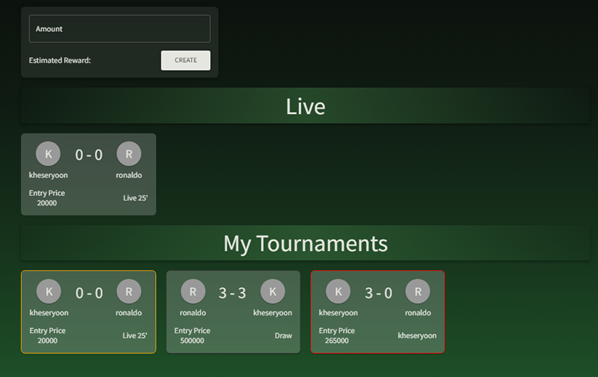 Amount
Estimated Reward: CREATE
Live
K 0 - 0 R
kheseryoon ronaldo
Entry Price
20000 Live 25'
My Tournaments
K 0 - 0 R
kheseryoon ronaldo
Entry Price
20000 Live 25'
R 3 - 3 K
ronaldo kheseryoon
Entry Price
500000 Draw
K 3 - 0 R
kheseryoon ronaldo
Entry Price
265000 kheseryoon